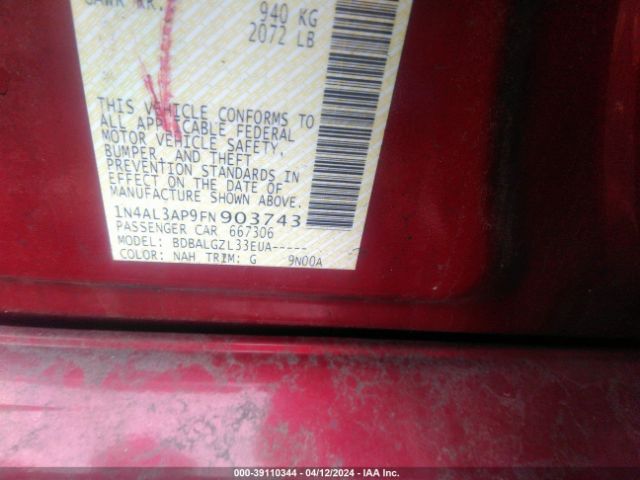 GAWR RR. 940 KG
2072 LB
THIS VEHICLE CONFORMS TO
ALL APPLICABLE FEDERAL
MOTOR VEHICLE SAFETY,
BUMPER, AND THEFT
PREVENTION STANDARDS IN
EFFECT ON THE DATE OF
MANUFACTURE SHOWN ABOVE.
1N4AL3AP9FN903743
PASSENGER CAR 667306
MODEL: BDBALGZL33EUA-----
COLOR: NAH TRIM: G 9N00A
000-39110344 - 04/12/2024 - IAA Inc.